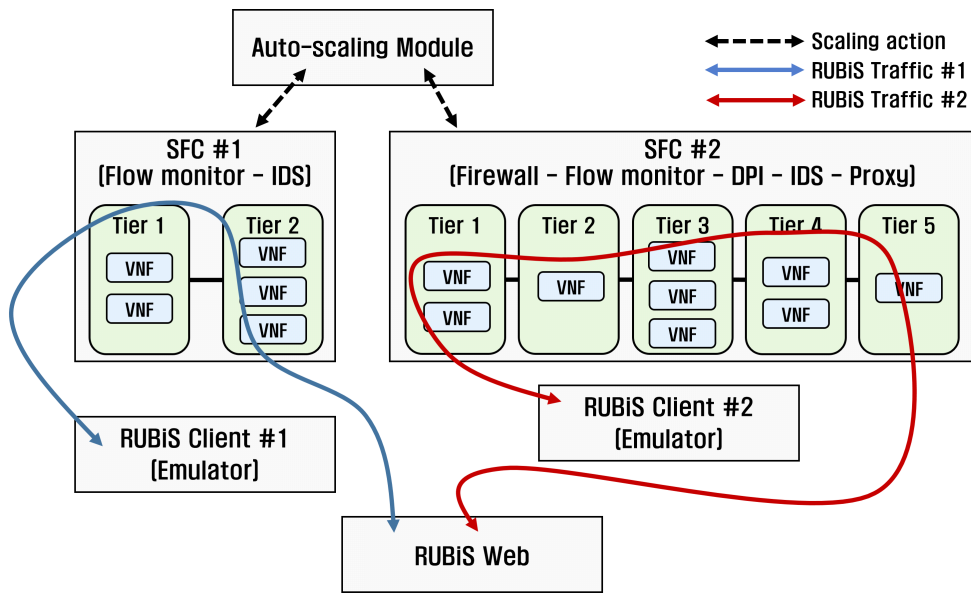 Auto-scaling Module
Scaling action
RUBiS Traffic #1
RUBiS Traffic #2
SFC #1
(Flow monitor - IDS)
Tier 1
VNF
VNF
Tier 2
VNF
VNF
VNF
SFC #2
(Firewall - Flow monitor - DPI - IDS - Proxy)
Tier 1
VNF
VNF
Tier 2
VNF
Tier 3
VNF
VNF
VNF
Tier 4
VNF
VNF
Tier 5
VNF
RUBiS Client #1
(Emulator)
RUBiS Client #2
(Emulator)
RUBiS Web